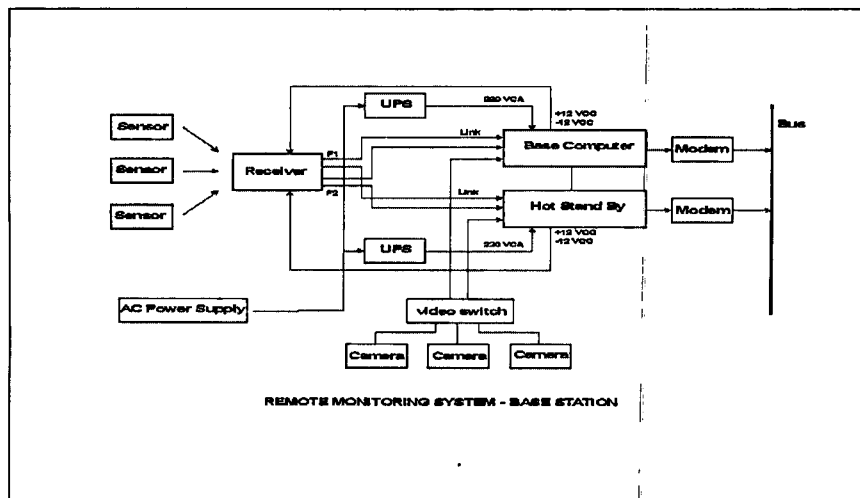 UPS
220 VCA
+12 VCC
-12 VCC
Sensor
Bus
Link
P1
Base Computer
Modem
Sensor
Receiver
P2
Link
Hot Stand By
Modem
Sensor
UPS
220 VCA
+12 VCC
-12 VCC
AC Power Supply
video switch
Camera
Camera
Camera
REMOTE MONITORING SYSTEM - BASE STATION